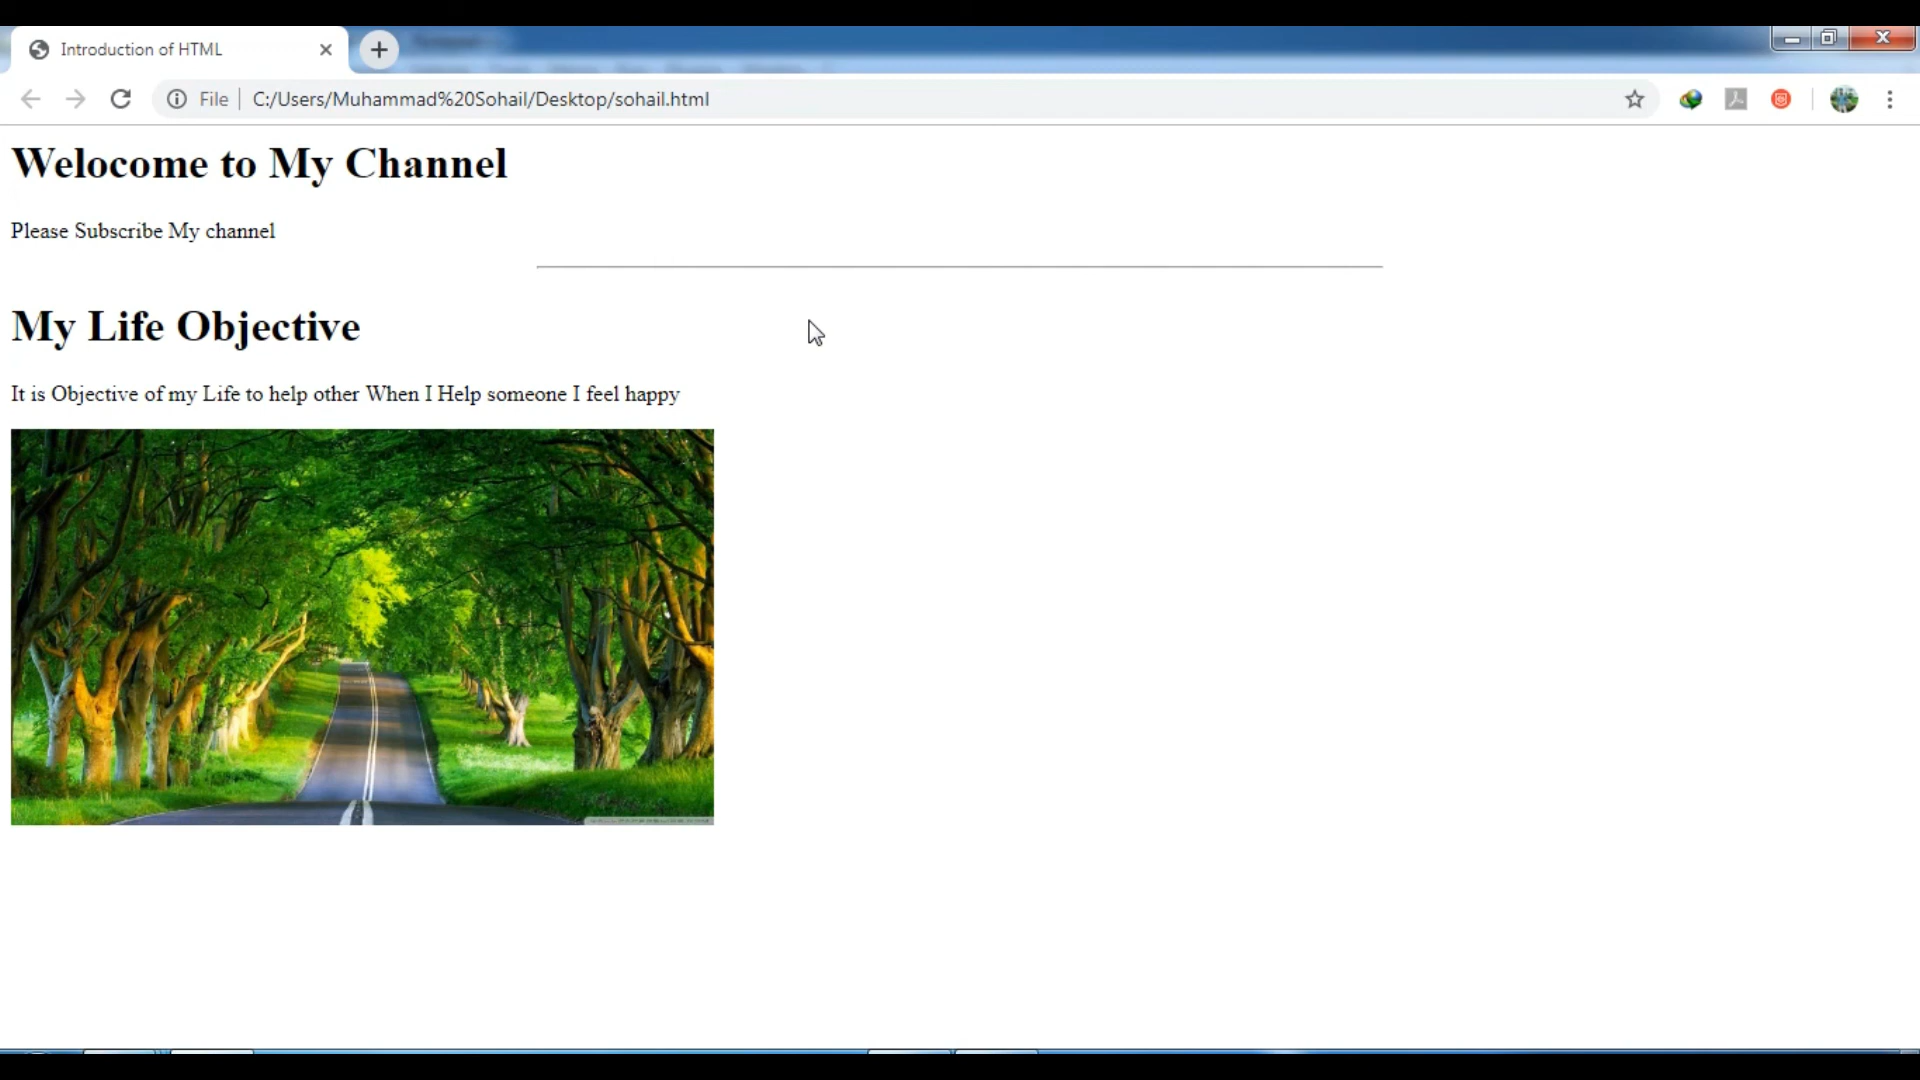 Introduction of HTML
File
C:/Users/Muhammad%20Sohail/Desktop/sohail.html
Welocome to My Channel
Please Subscribe My channel
My Life Objective
It is Objective of my Life to help other When I Help someone I feel happy